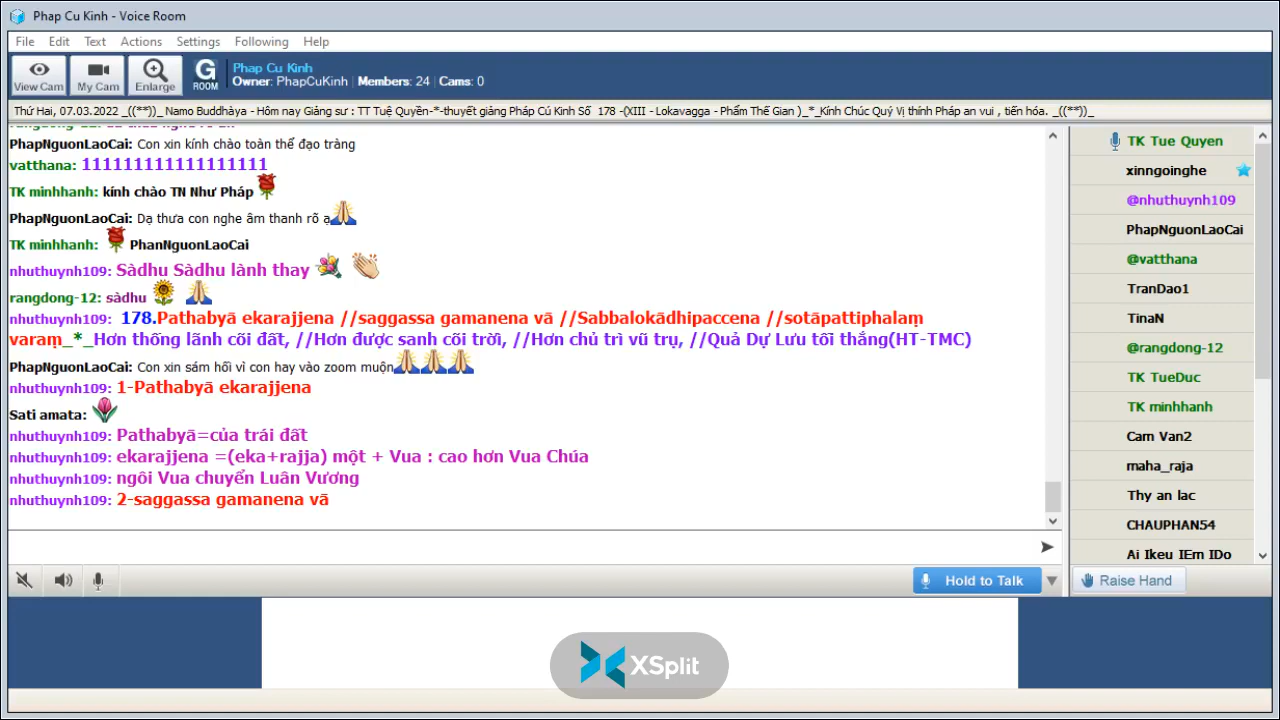 Phap Cu Kinh - Voice Room
File Edit Text Actions Settings Following Help
View Cam My Cam Enlarge G ROOM Phap Cu Kinh
Owner: PhapCuKinh | Members: 24 | Cams: 0
Thứ Hai, 07.03.2022 _((**))_ Namo Buddhàya - Hôm nay Giảng sư : TT Tuệ Quyền-*-thuyết giảng Pháp Cú Kinh Số 178 -(XIII - Lokavagga - Phẩm Thế Gian )_*_Kính Chúc Quý Vị thính Pháp an vui , tiến hóa. _((**))_
PhapNguonLaoCai: Con xin kính chào toàn thể đạo tràng
vatthana: 111111111111111111
TK minhhanh: kính chào TN Như Pháp
PhapNguonLaoCai: Dạ thưa con nghe âm thanh rõ ạ
TK minhhanh: PhanNguonLaoCai
nhuthuynh109: Sàdhu Sàdhu lành thay
rangdong-12: sàdhu
nhuthuynh109: 178.Pathabyā ekarajjena //saggassa gamanena vā //Sabbalokādhipaccena //sotāpattiphalaṃ
varaṃ_*_Hơn thống lãnh cõi đất, //Hơn được sanh cõi trời, //Hơn chủ trì vũ trụ, //Quả Dự Lưu tối thắng(HT-TMC)
PhapNguonLaoCai: Con xin sám hối vì con hay vào zoom muộn
nhuthuynh109: 1-Pathabyā ekarajjena
Sati amata:
nhuthuynh109: Pathabyā=của trái đất
nhuthuynh109: ekarajjena =(eka+rajja) một + Vua : cao hơn Vua Chúa
nhuthuynh109: ngôi Vua chuyển Luân Vương
nhuthuynh109: 2-saggassa gamanena vā
TK Tue Quyen
xinngoinghe
@nhuthuynh109
PhapNguonLaoCai
@vatthana
TranDao1
TinaN
@rangdong-12
TK TueDuc
TK minhhanh
Cam Van2
maha_raja
Thy an lac
CHAUPHAN54
Ai Ikeu IEm IDo
Hold to Talk Raise Hand
XSplit